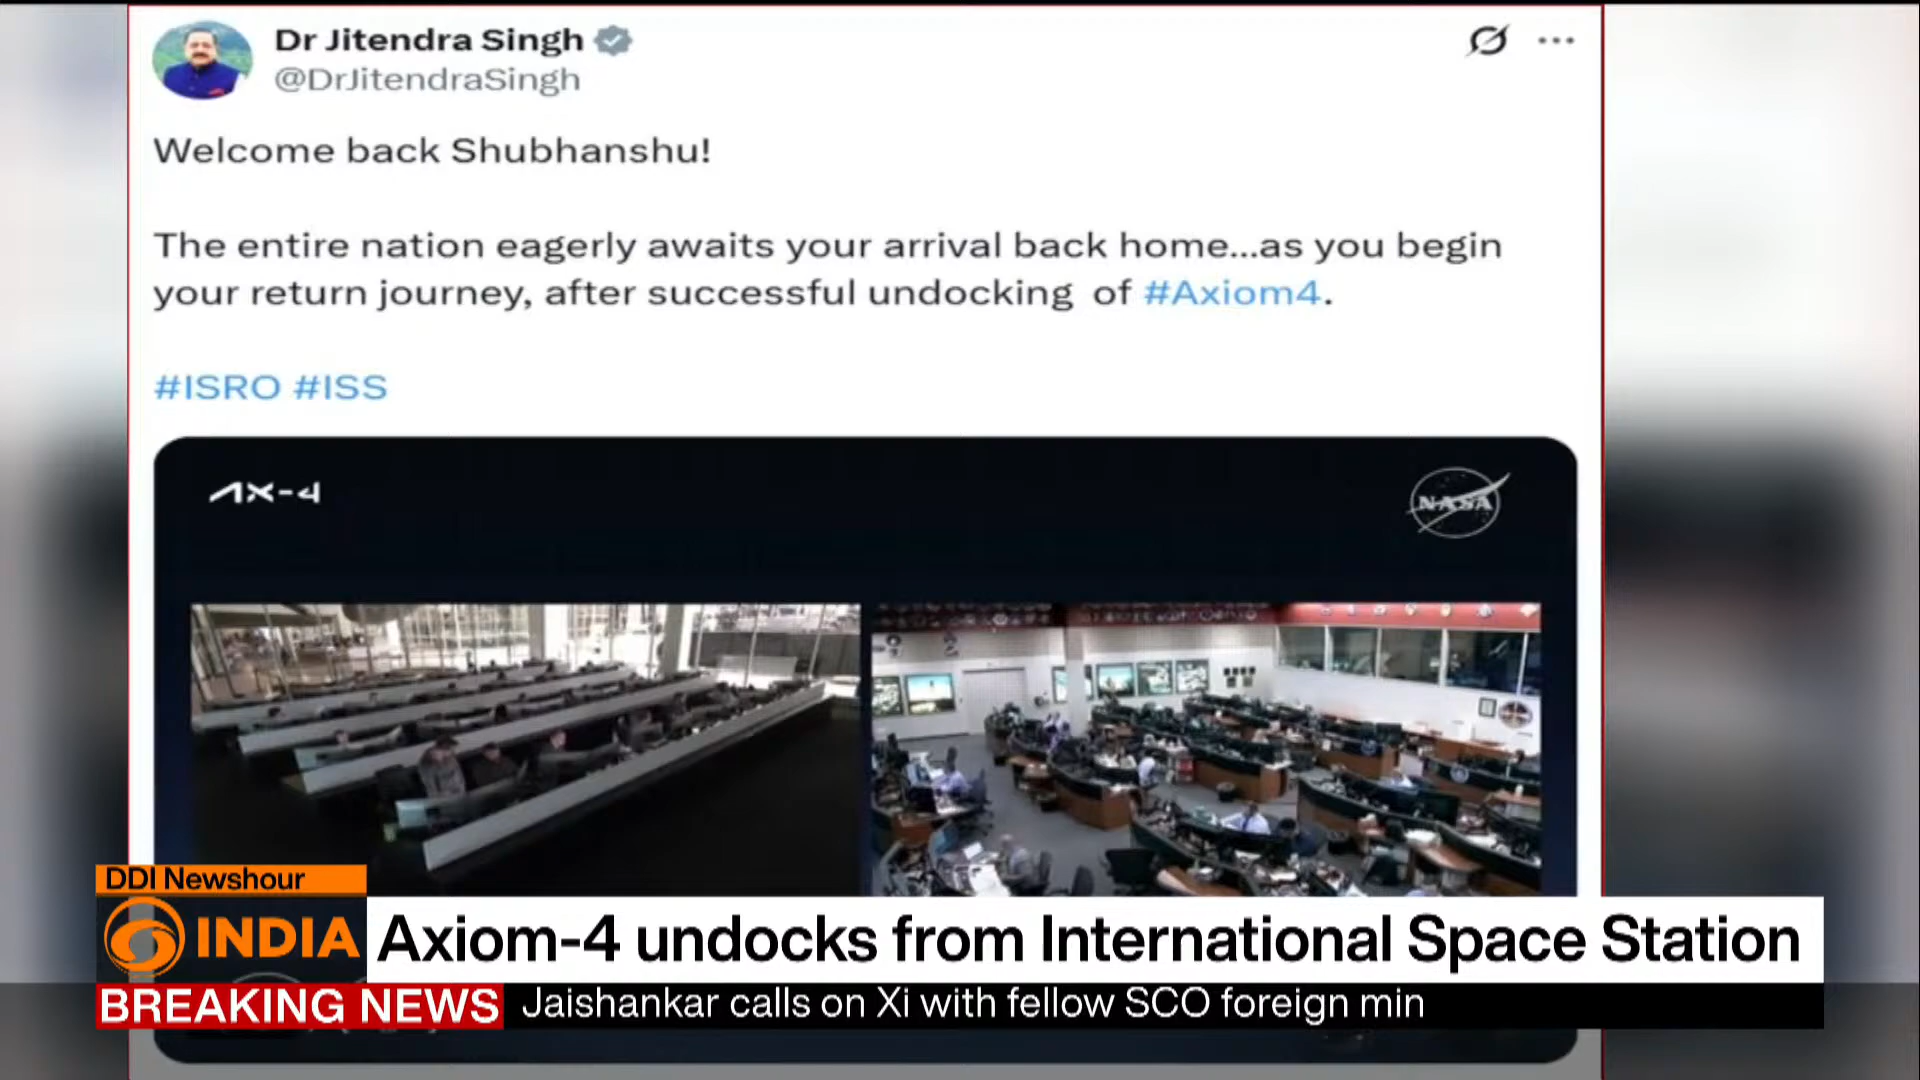 Dr Jitendra Singh
@DrJitendraSingh
Welcome back Shubhanshu!
The entire nation eagerly awaits your arrival back home...as you begin
your return journey, after successful undocking of #Axiom4.
#ISRO #ISS
AX-4
NASA
DDI Newshour
INDIA
Axiom-4 undocks from International Space Station
BREAKING NEWS
Jaishankar calls on Xi with fellow SCO foreign min